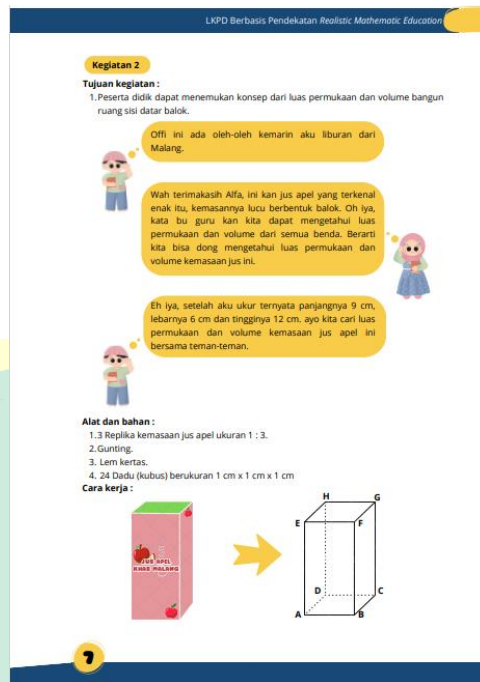 LKPD Berbasis Pendekatan Realistic Mathematic Education
Kegiatan 2
Tujuan kegiatan :
1.Peserta didik dapat menemukan konsep dari luas permukaan dan volume bangun
ruang sisi datar balok.
Offi ini ada oleh-oleh kemarin aku liburan dari
Malang.
Wah terimakasih Alfa, ini kan jus apel yang terkenal
enak itu, kemasannya lucu berbentuk balok. Oh iya,
kata bu guru kan kita dapat mengetahui luas
permukaan dan volume dari semua benda. Berarti
kita bisa dong mengetahui luas permukaan dan
volume kemasaan jus ini.
Eh iya, setelah aku ukur ternyata panjangnya 9 cm,
lebarnya 6 cm dan tingginya 12 cm. ayo kita cari luas
permukaan dan volume kemasaan jus apel ini
bersama teman-teman.
Alat dan bahan :
1.3 Replika kemasaan jus apel ukuran 1 : 3.
2.Gunting.
3. Lem kertas.
4. 24 Dadu (kubus) berukuran 1 cm x 1 cm x 1 cm
Cara kerja :
JUS APEL
KHAS MALANG
H G
E F
D C
A B
7